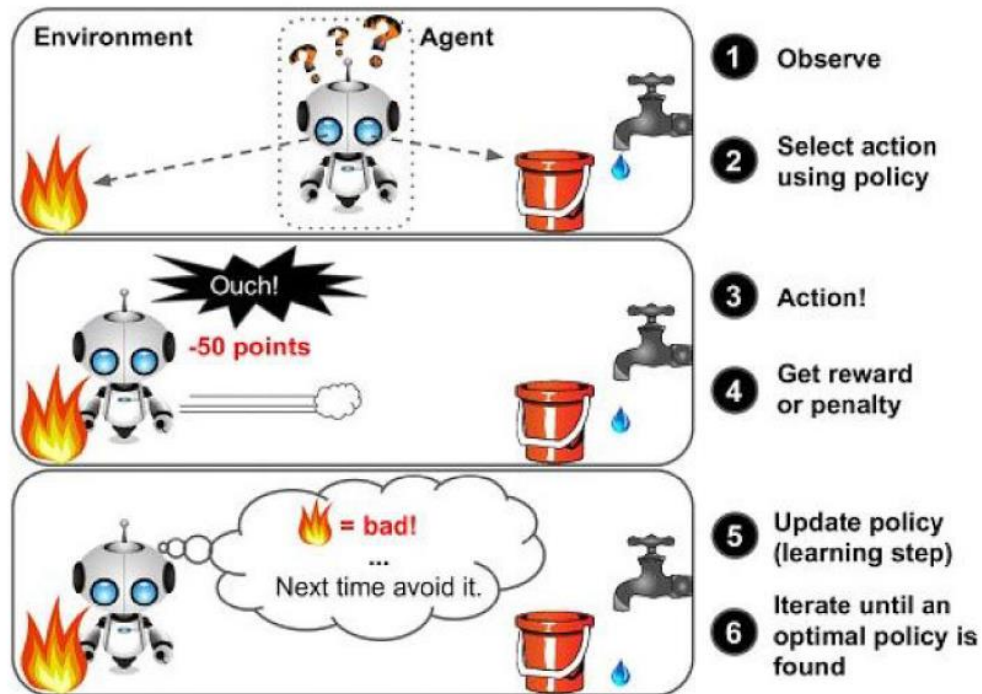 Environment
Agent
? ? ?
1 Observe
2 Select action
using policy
Ouch!
-50 points
3 Action!
4 Get reward
or penalty
= bad!
...
Next time avoid it.
5 Update policy
(learning step)
6 Iterate until an
optimal policy is
found